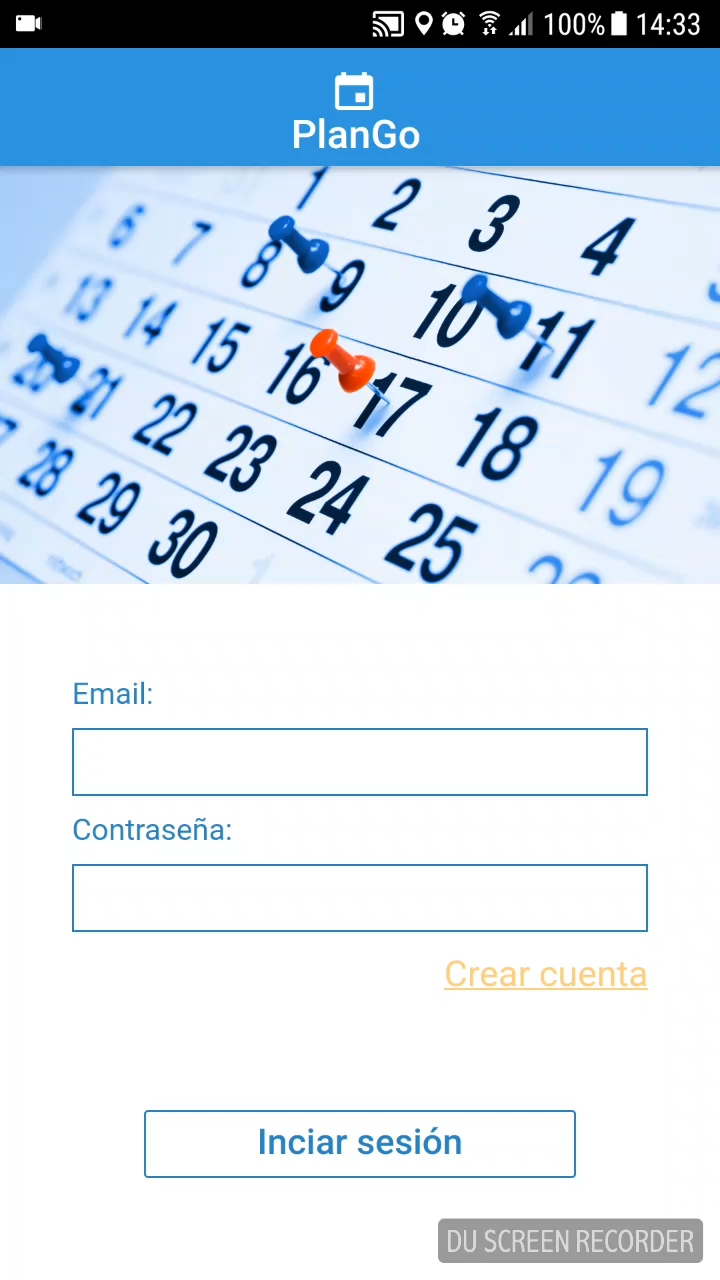 100% 14:33
PlanGo
1 2 3 4
6 7 8 9 10 11 12
13 14 15 16 17 18 19
20 21 22 23 24 25 26
28 29 30
Email:
Contraseña:
Crear cuenta
Inciar sesión
DU SCREEN RECORDER